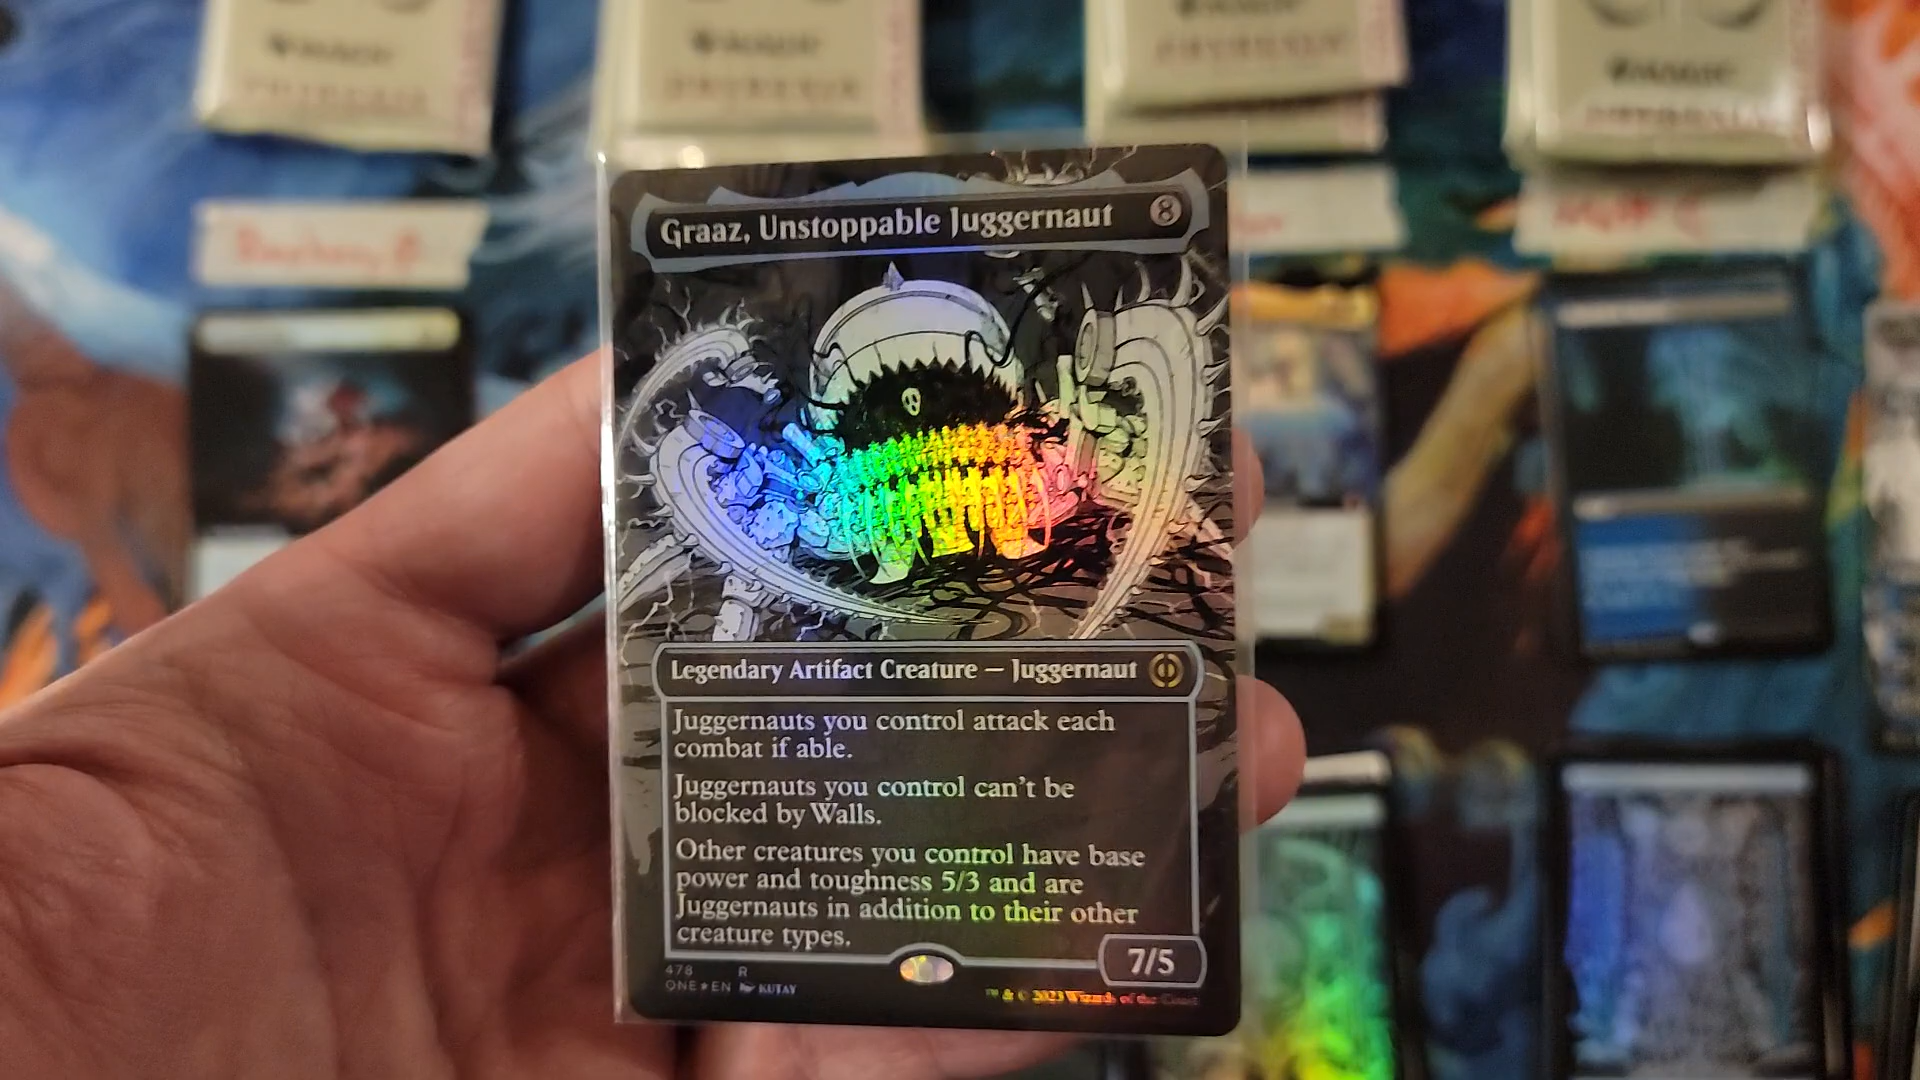 Graaz, Unstoppable Juggernaut 8
Legendary Artifact Creature — Juggernaut
Juggernauts you control attack each
combat if able.
Juggernauts you control can't be
blocked by Walls.
Other creatures you control have base
power and toughness 5/3 and are
Juggernauts in addition to their other
creature types.
7/5
478 R
ONE★EN KUTAY
™ & © 2023 Wizards of the Coast